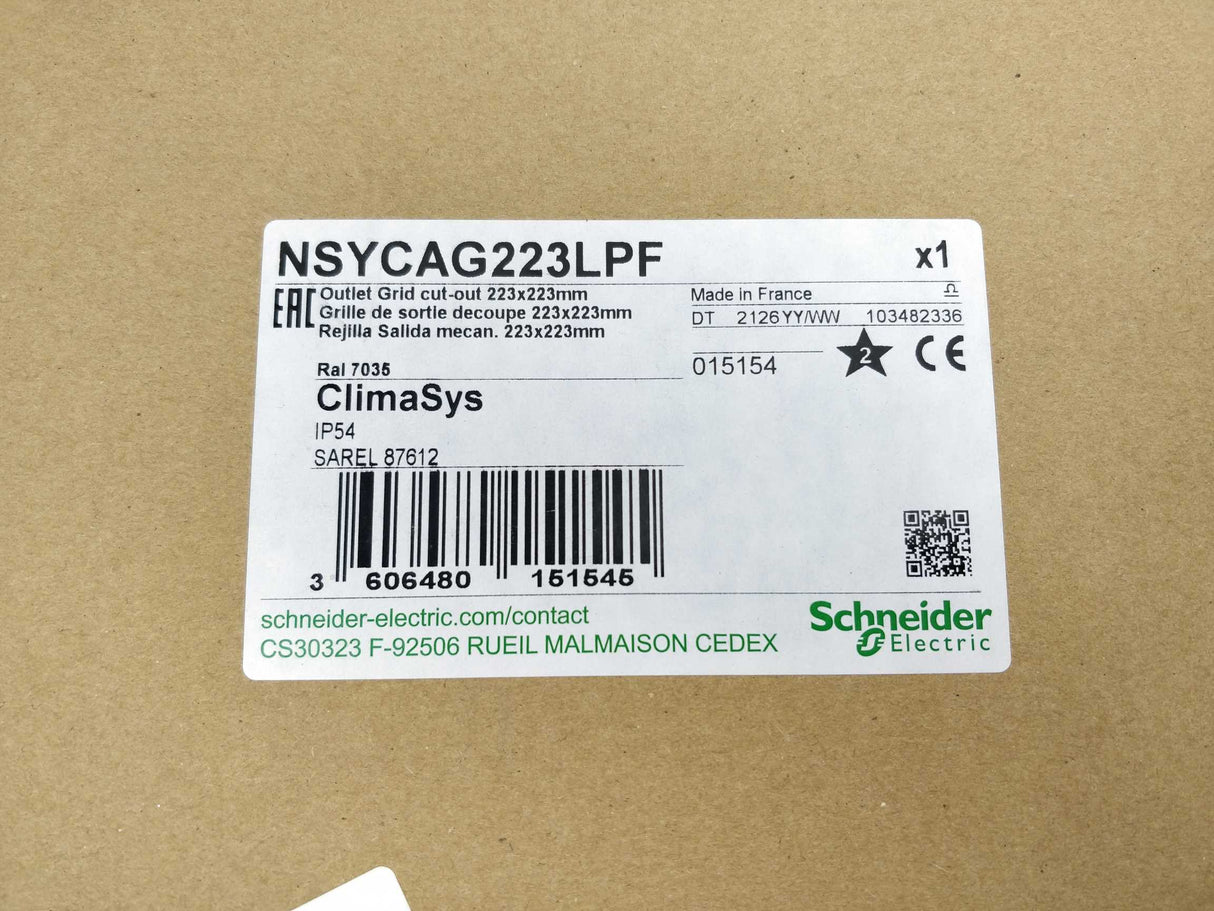 NSYCAG223LPF x1
EAC Outlet Grid cut-out 223x223mm
Grille de sortie decoupe 223x223mm
Rejilla Salida mecan. 223x223mm
Made in France
DT 2126 YY/WW 103482336
015154 2 CE
Ral 7035
ClimaSys
IP54
SAREL 87612
3 606480 151545
schneider-electric.com/contact
CS30323 F-92506 RUEIL MALMAISON CEDEX
Schneider
Electric